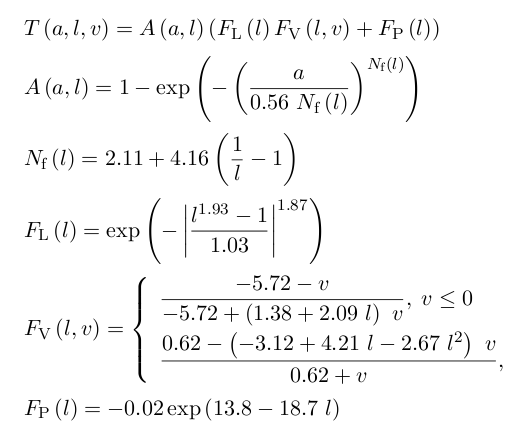 T (a, l, v) = A (a, l) (F_L (l) F_V (l, v) + F_P (l))
A (a, l) = 1 − exp (− (a / (0.56 N_f (l)))^{N_f(l)})
N_f (l) = 2.11 + 4.16 (1/l − 1)
F_L (l) = exp (− |(l^{1.93} − 1) / 1.03|^{1.87})
F_V (l, v) = { (−5.72 − v) / (−5.72 + (1.38 + 2.09 l) v), v ≤ 0
(0.62 − (−3.12 + 4.21 l − 2.67 l^2) v) / (0.62 + v),
F_P (l) = −0.02 exp (13.8 − 18.7 l)